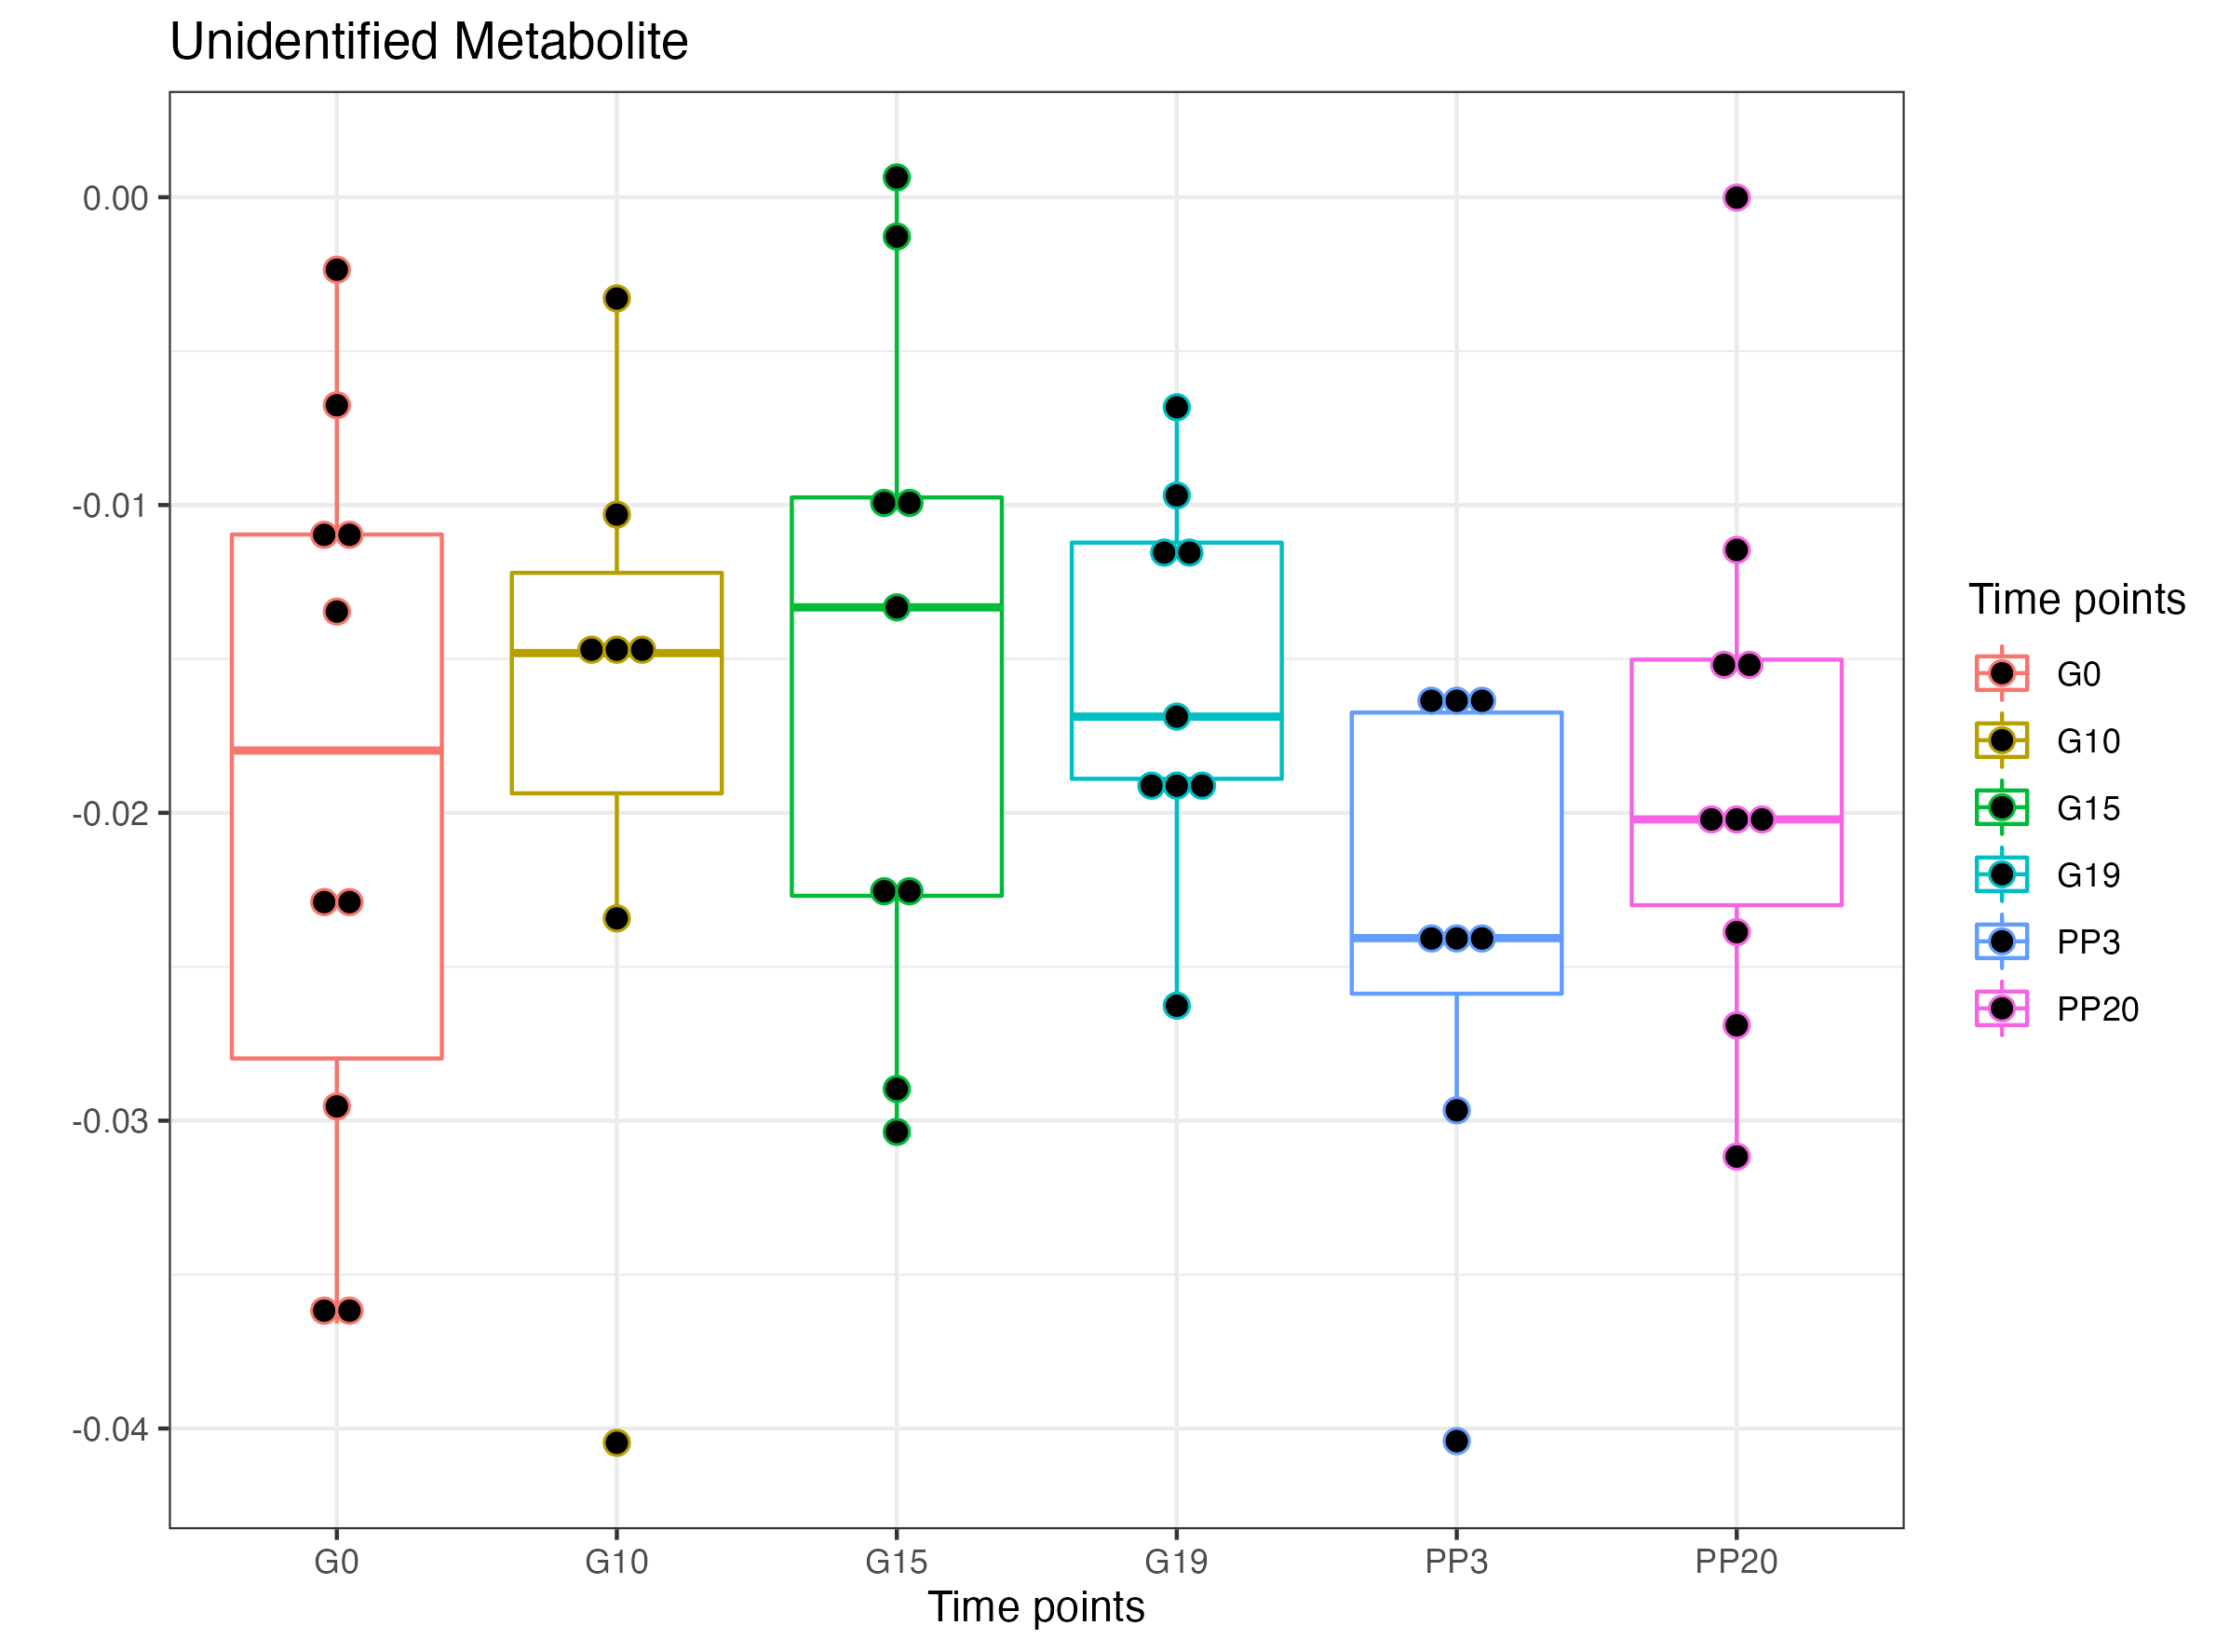 Unidentified Metabolite
0.00
-0.01
-0.02
-0.03
-0.04
G0 G10 G15 G19 PP3 PP20
Time points
Time points
G0
G10
G15
G19
PP3
PP20